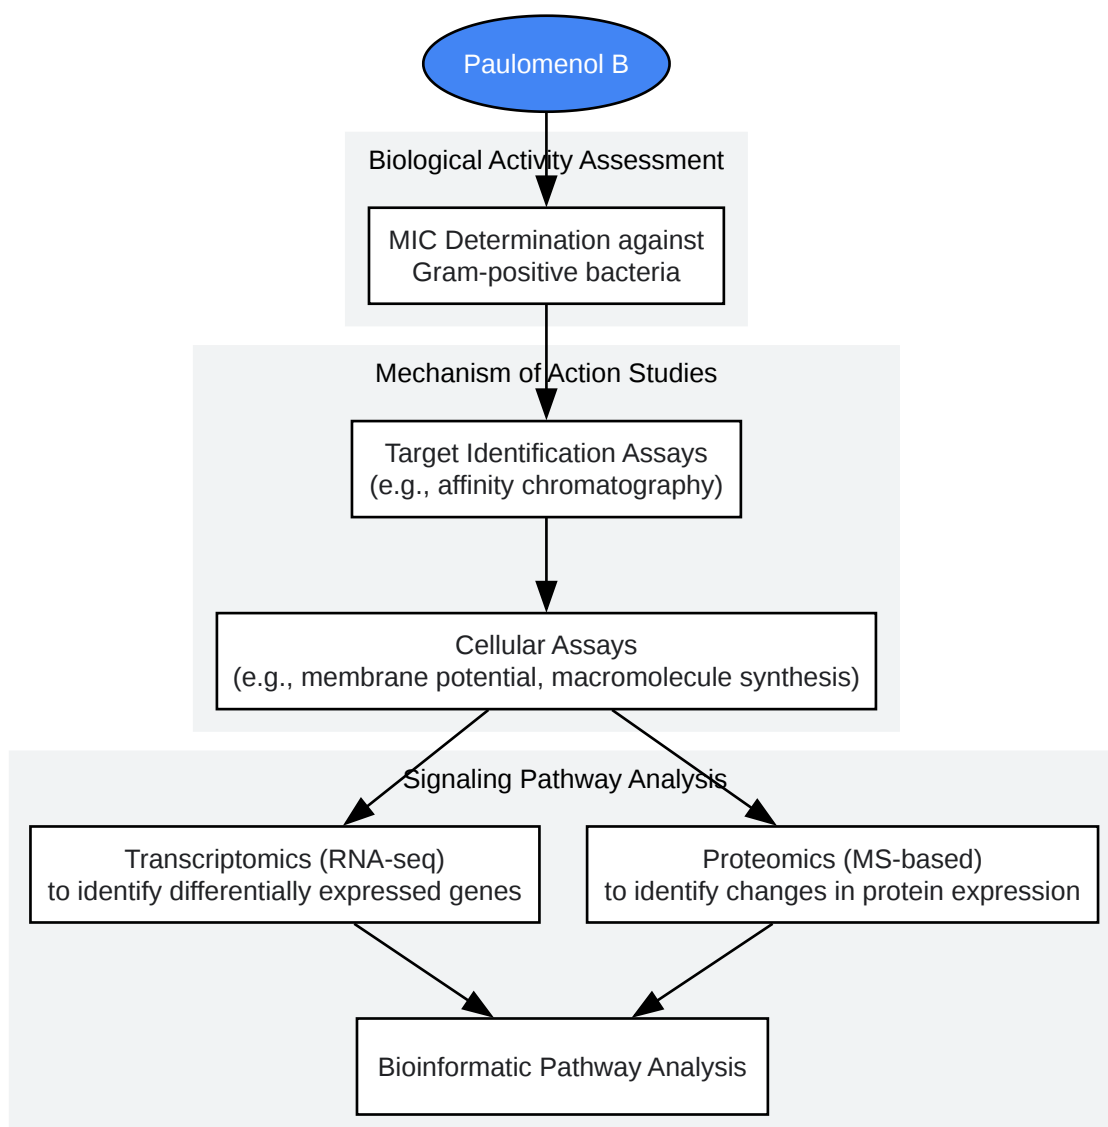 Paulomenol B
Biological Activity Assessment
MIC Determination against
Gram-positive bacteria
Mechanism of Action Studies
Target Identification Assays
(e.g., affinity chromatography)
Cellular Assays
(e.g., membrane potential, macromolecule synthesis)
Signaling Pathway Analysis
Transcriptomics (RNA-seq)
to identify differentially expressed genes
Proteomics (MS-based)
to identify changes in protein expression
Bioinformatic Pathway Analysis